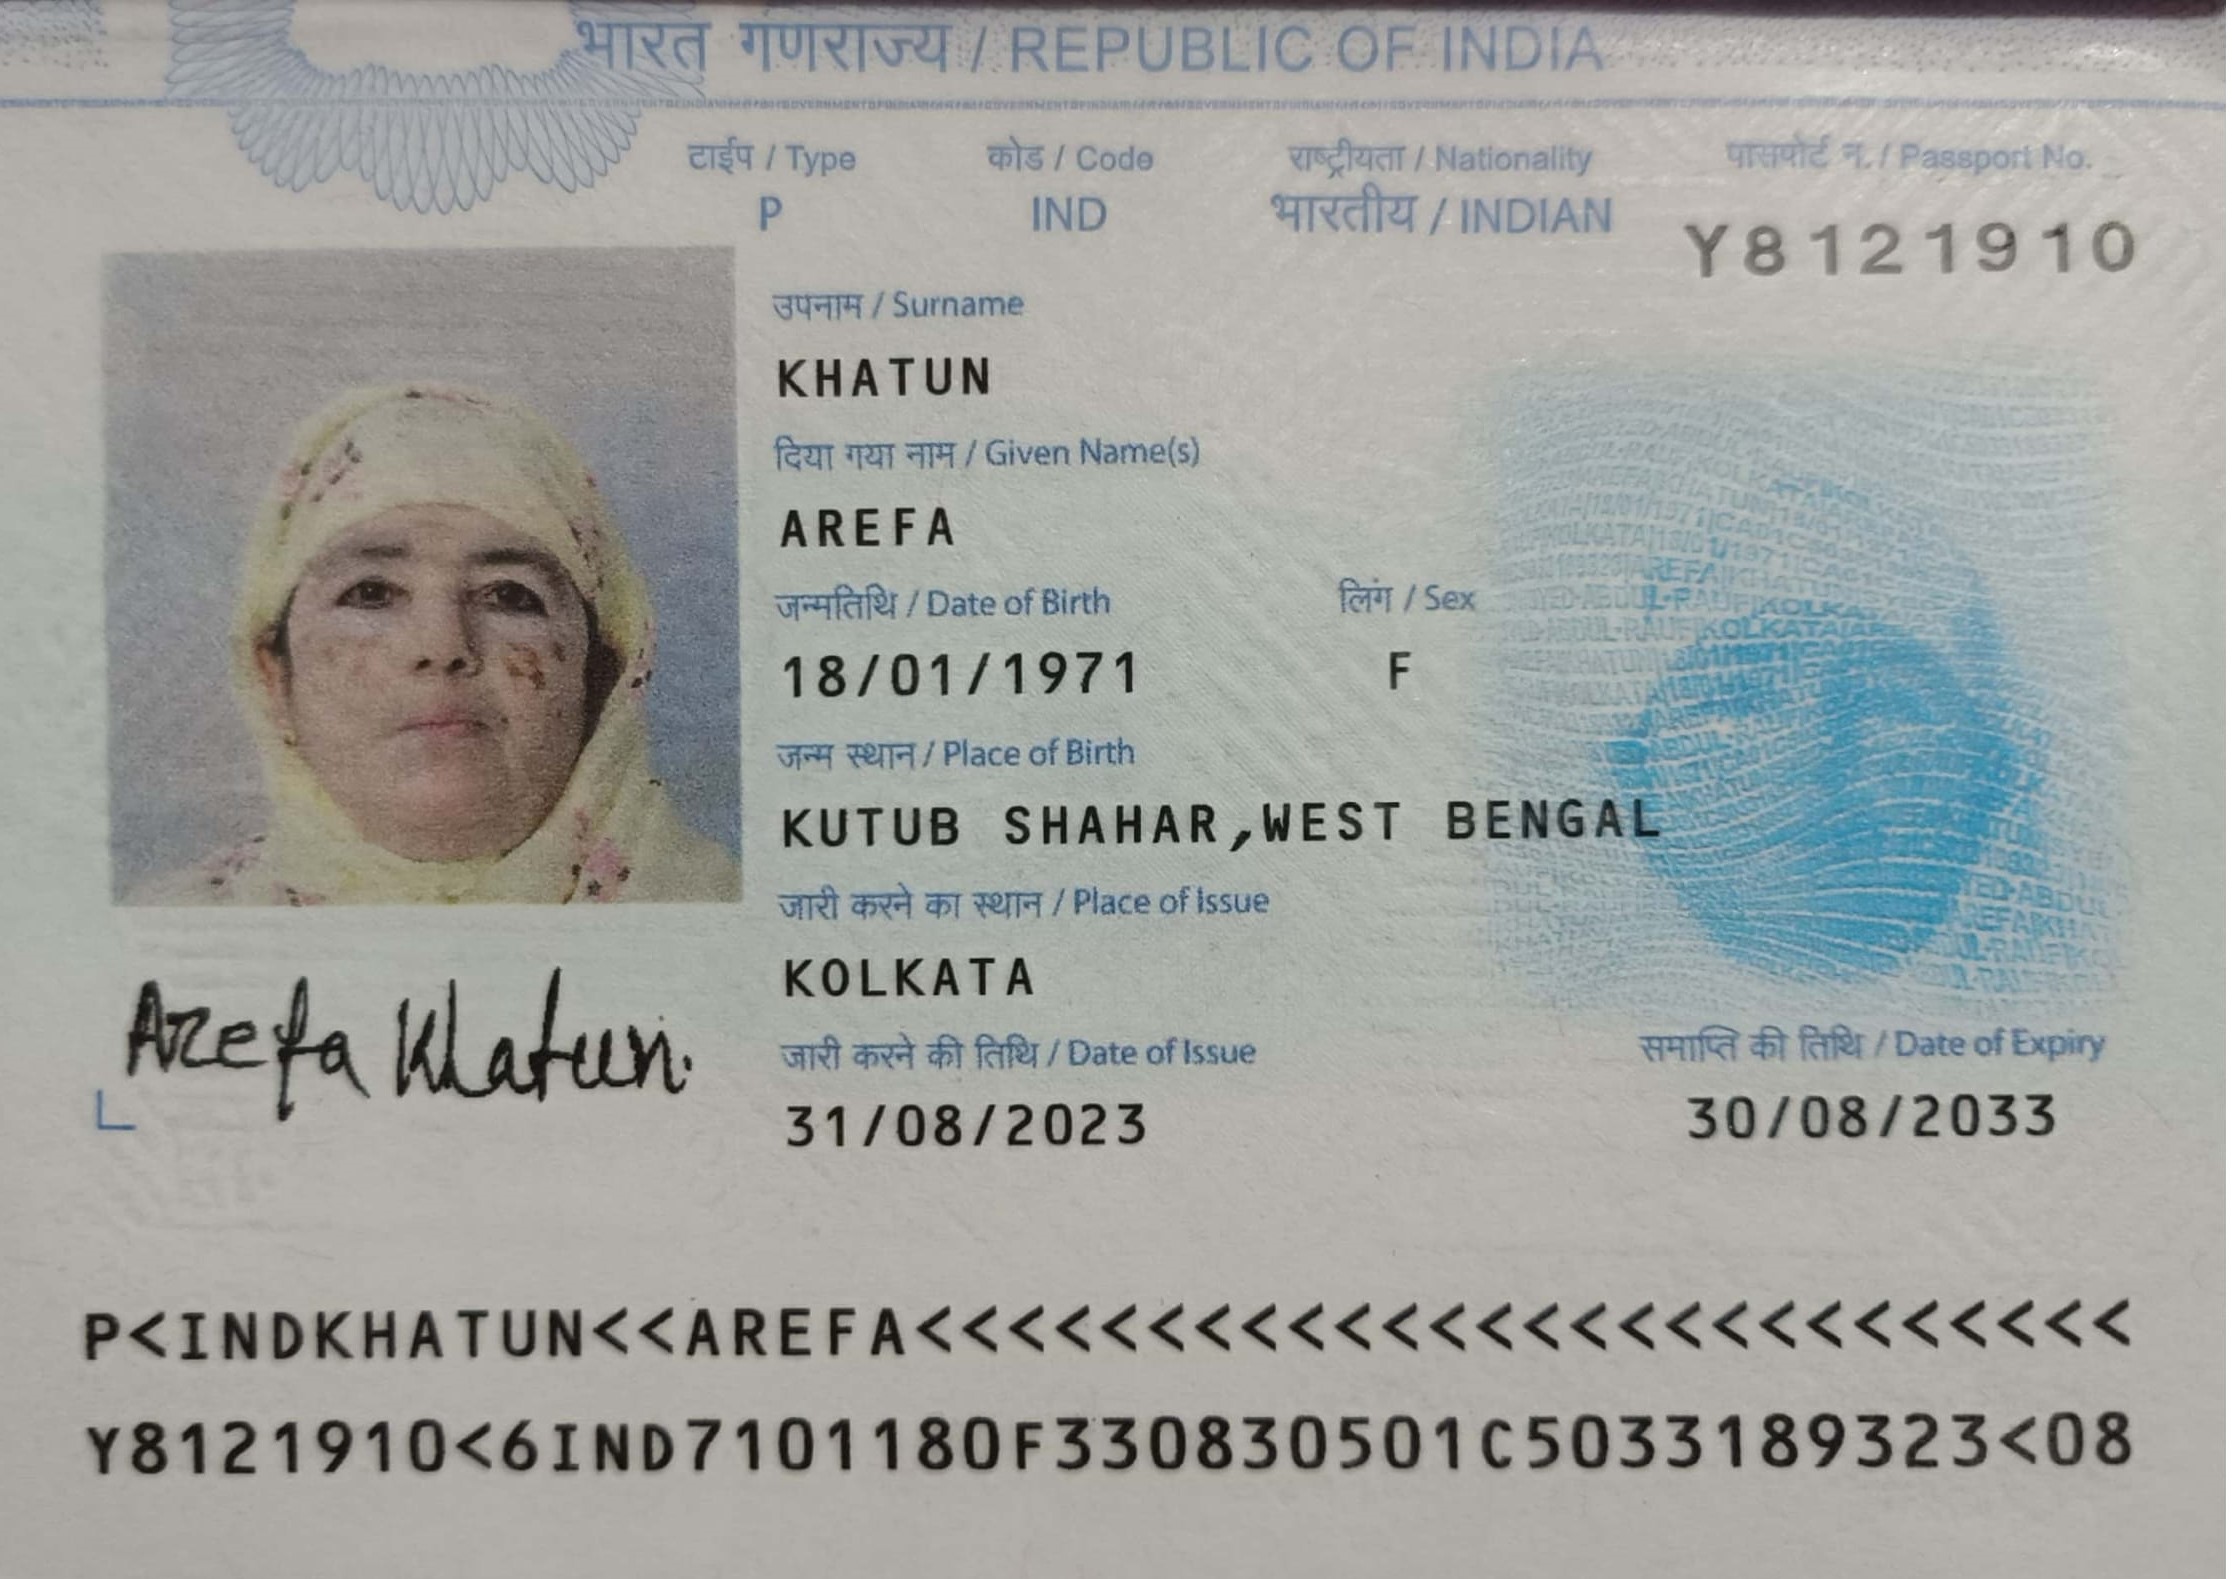 भारत गणराज्य / REPUBLIC OF INDIA
टाईप / Type
कोड / Code
राष्ट्रीयता / Nationality
पासपोर्ट न. / Passport No.
P
IND
भारतीय / INDIAN
Y8121910
उपनाम / Surname
KHATUN
दिया गया नाम / Given Name(s)
AREFA
जन्मतिथि / Date of Birth
लिंग / Sex
18/01/1971
F
जन्म स्थान / Place of Birth
KUTUB SHAHAR,WEST BENGAL
जारी करने का स्थान / Place of Issue
KOLKATA
Arefa Khatun.
जारी करने की तिथि / Date of Issue
समाप्ति की तिथि / Date of Expiry
31/08/2023
30/08/2033
P<INDKHATUN<<AREFA<<<<<<<<<<<<<<<<<<<<<<<<<<
Y8121910<6IND7101180F330830501C5033189323<08